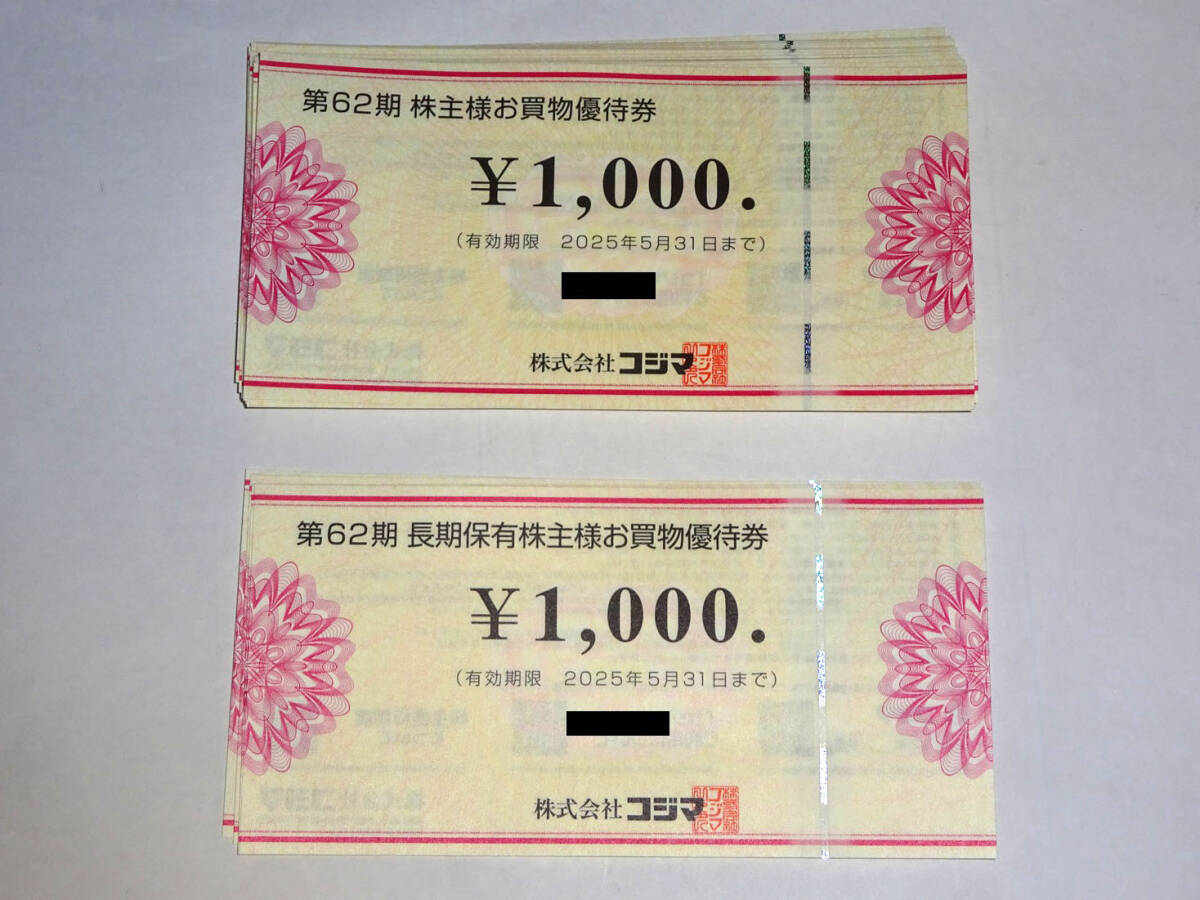 第62期 株主様お買物優待券
¥1,000.
(有効期限　2025年5月31日まで)
株式会社 コジマ
第62期 長期保有株主様お買物優待券
¥1,000.
(有効期限　2025年5月31日まで)
株式会社 コジマ